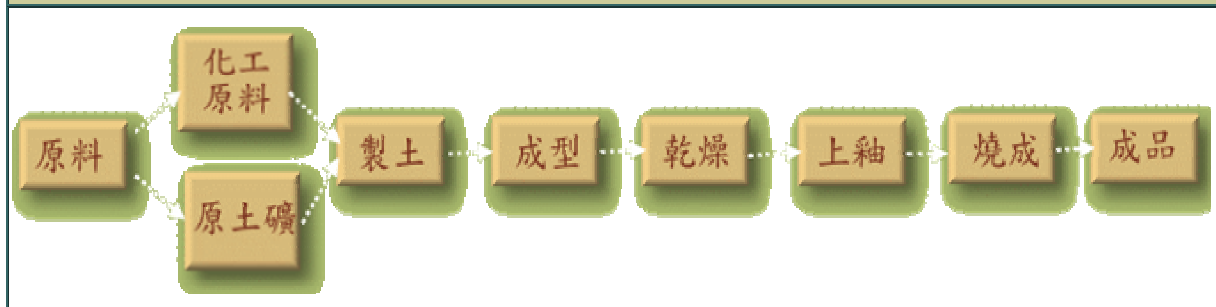 原料
化工
原料
原土礦
製土
成型
乾燥
上釉
燒成
成品